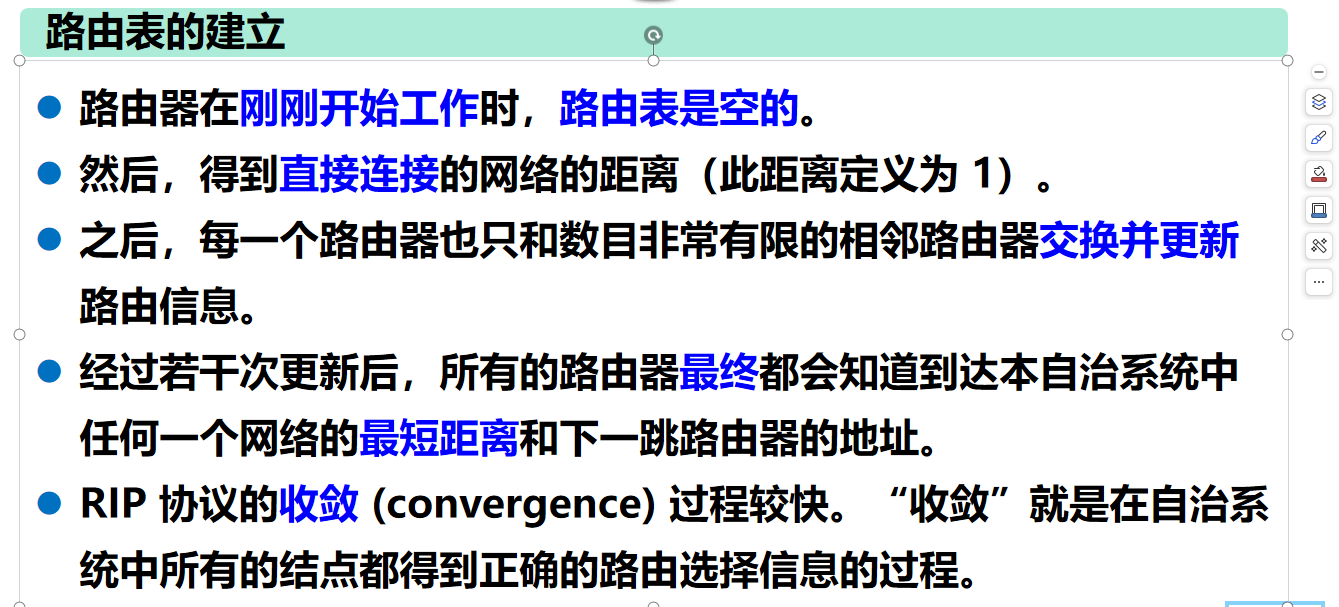 路由表的建立
路由器在刚刚开始工作时，路由表是空的。
然后，得到直接连接的网络的距离（此距离定义为 1）。
之后，每一个路由器也只和数目非常有限的相邻路由器交换并更新
路由信息。
经过若干次更新后，所有的路由器最终都会知道到达本自治系统中
任何一个网络的最短距离和下一跳路由器的地址。
RIP 协议的收敛 (convergence) 过程较快。“收敛”就是在自治系
统中所有的结点都得到正确的路由选择信息的过程。